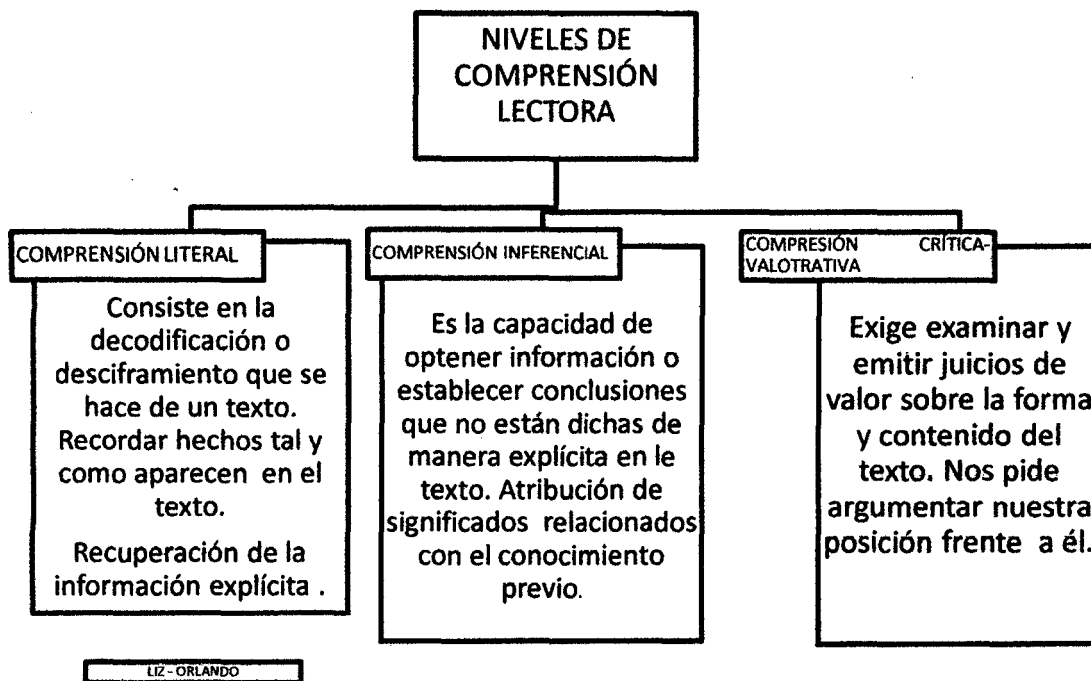 NIVELES DE
COMPRENSIÓN
LECTORA
COMPRENSIÓN LITERAL
Consiste en la
decodificación o
desciframiento que se
hace de un texto.
Recordar hechos tal y
como aparecen en el
texto.
Recuperación de la
información explícita .
COMPRENSIÓN INFERENCIAL
Es la capacidad de
optener información o
establecer conclusiones
que no están dichas de
manera explícita en le
texto. Atribución de
significados relacionados
con el conocimiento
previo.
COMPRESIÓN CRÍTICA-
VALOTRATIVA
Exige examinar y
emitir juicios de
valor sobre la forma
y contenido del
texto. Nos pide
argumentar nuestra
posición frente a él.
LIZ - ORLANDO